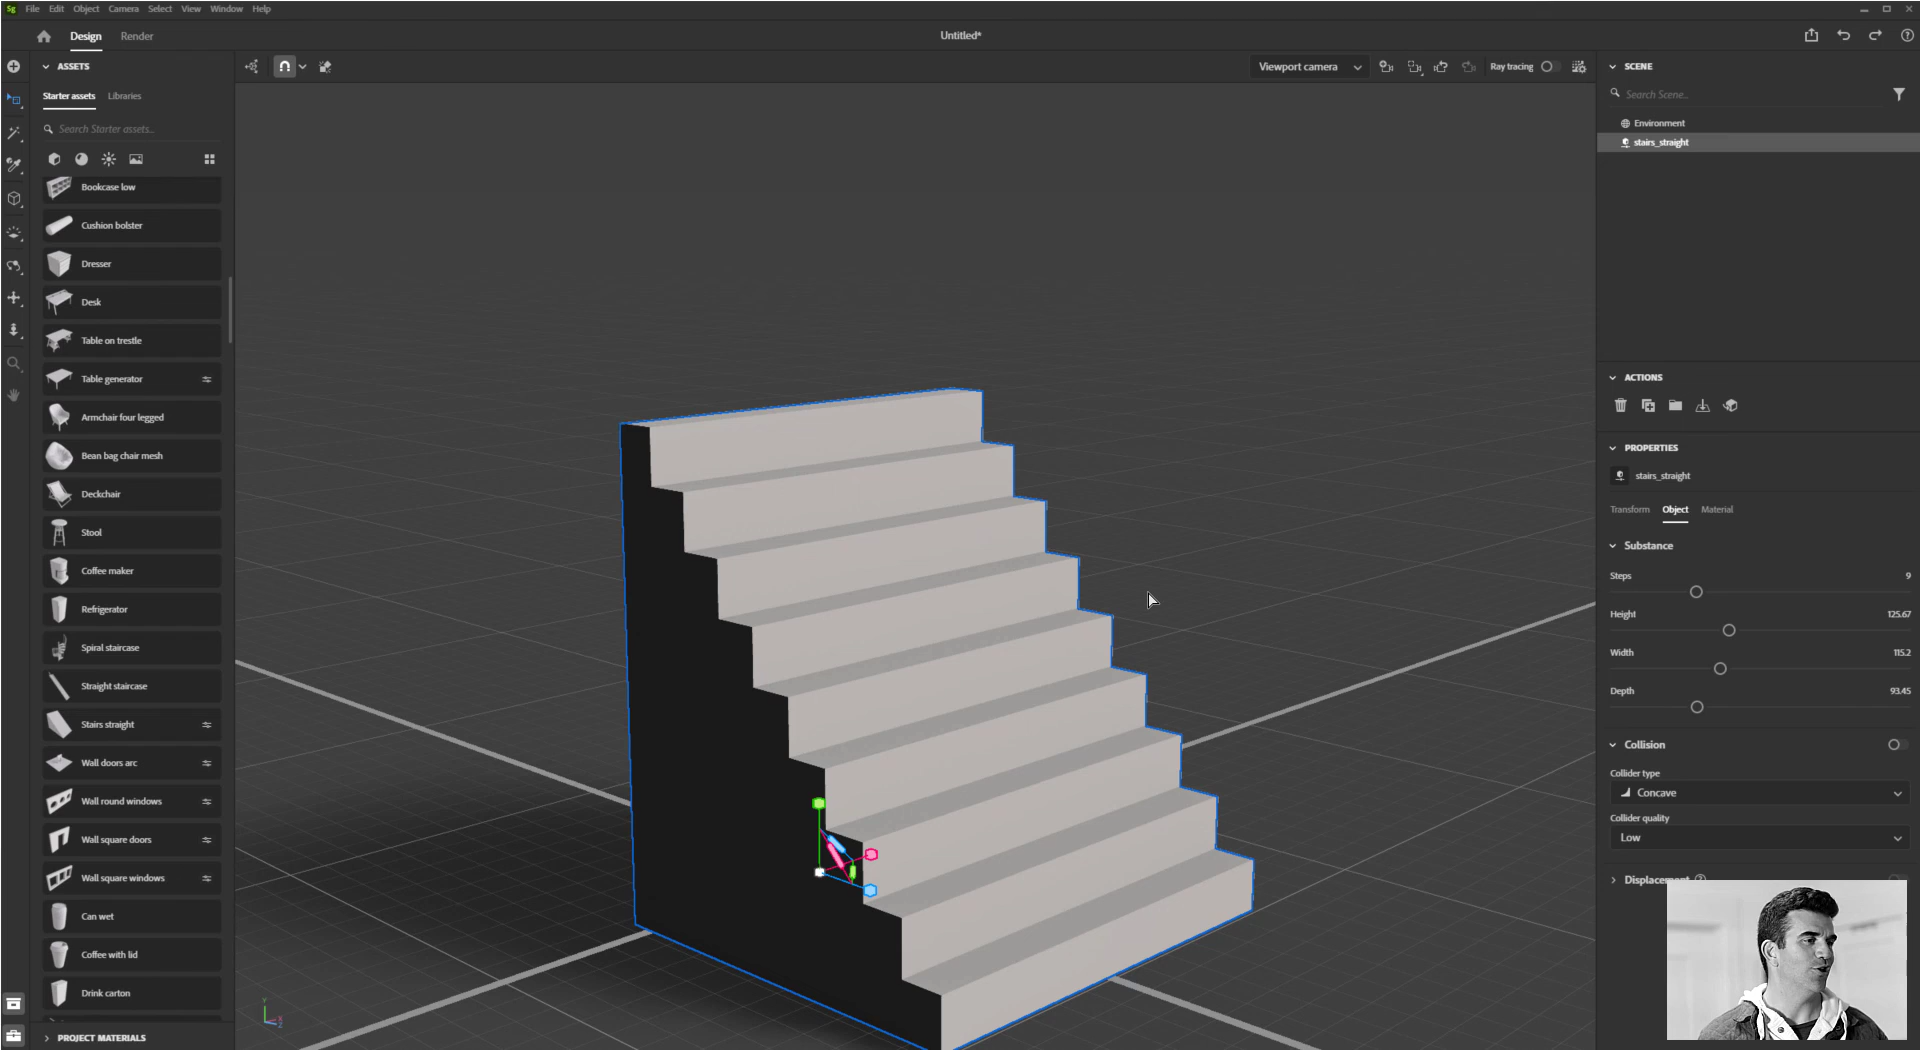 Sg File Edit Object Camera Select View Window Help
Design Render
Untitled*
ASSETS
Starter assets Libraries
Search Starter assets...
Bookcase low
Cushion bolster
Dresser
Desk
Table on trestle
Table generator
Armchair four legged
Bean bag chair mesh
Deckchair
Stool
Coffee maker
Refrigerator
Spiral staircase
Straight staircase
Stairs straight
Wall doors arc
Wall round windows
Wall square doors
Wall square windows
Can wet
Coffee with lid
Drink carton
PROJECT MATERIALS
Viewport camera
Ray tracing
Y
X
Z
SCENE
Search Scene...
Environment
stairs_straight
ACTIONS
PROPERTIES
stairs_straight
Transform Object Material
Substance
Steps 9
Height 125.67
Width 115.2
Depth 93.45
Collision
Collider type
Concave
Collider quality
Low